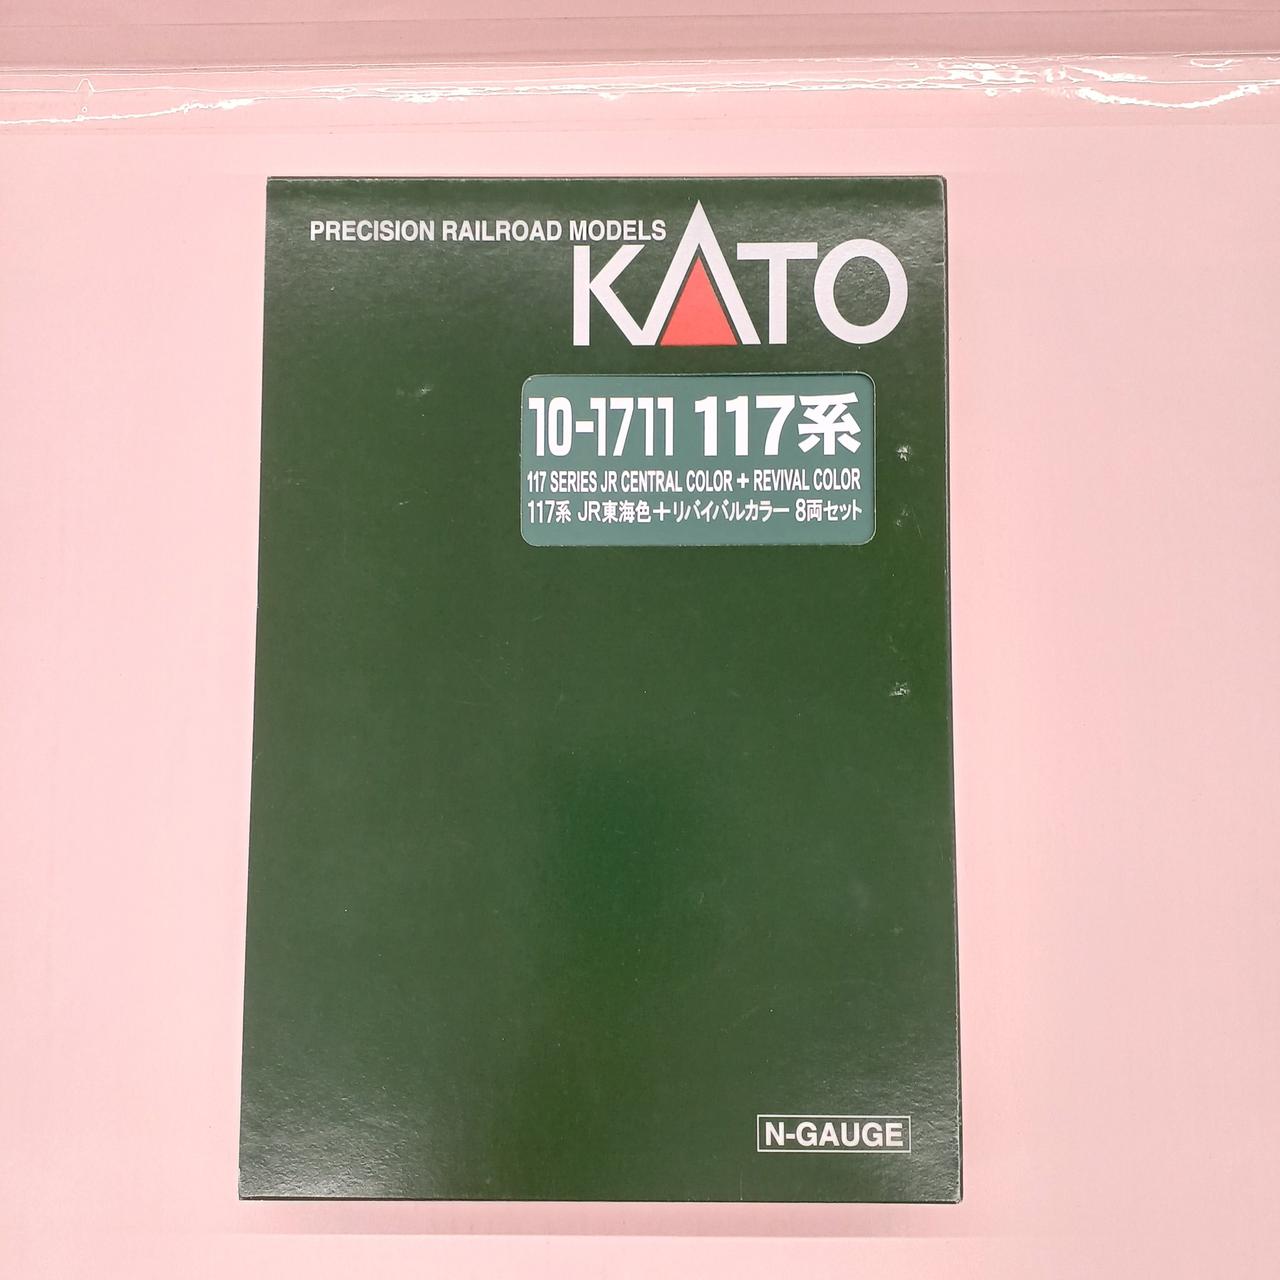 PRECISION RAILROAD MODELS
KATO
10-1711 117系
117 SERIES JR CENTRAL COLOR + REVIVAL COLOR
117系 JR東海色+リバイバルカラー 8両セット
N-GAUGE